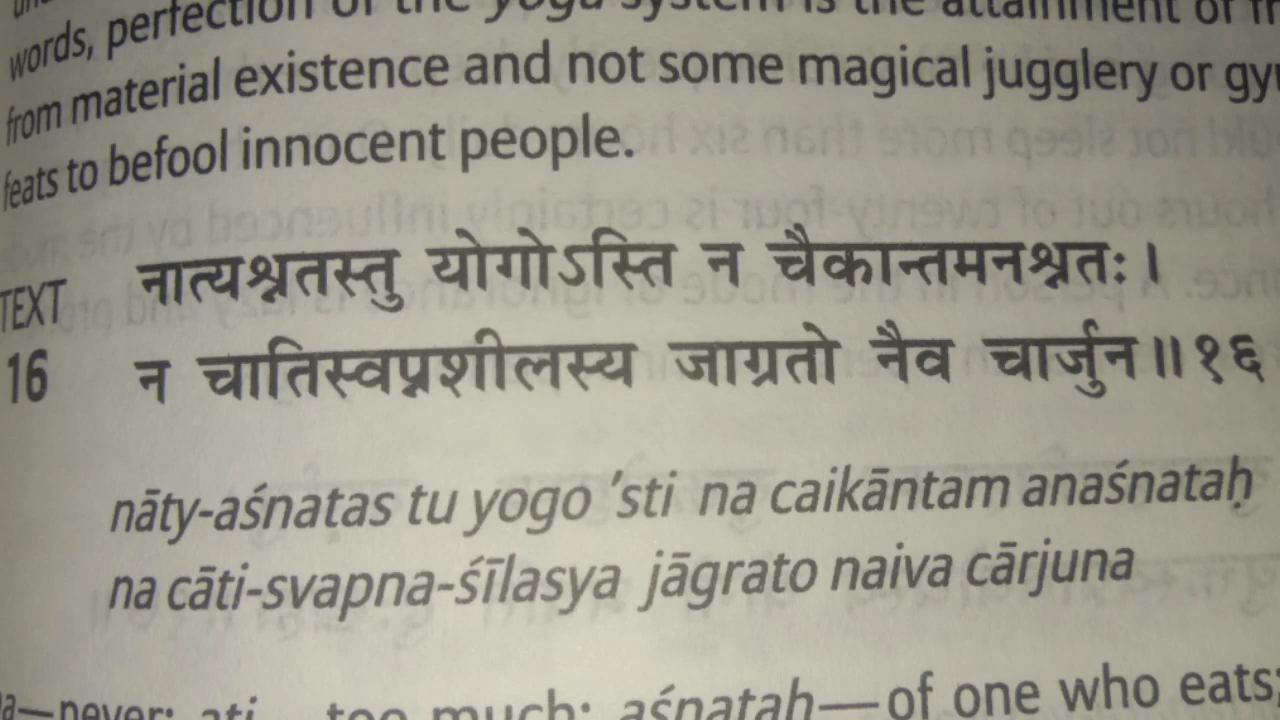 words, perfection of the yoga system is the attainment of
from material existence and not some magical jugglery or
feats to befool innocent people.
TEXT
नात्यश्नतस्तु योगोऽस्ति न चैकान्तमनश्नतः।
16
न चातिस्वप्नशीलस्य जाग्रतो नैव चार्जुन॥१६
nāty-aśnatas tu yogo ’sti na caikāntam anaśnataḥ
na cāti-svapna-śīlasya jāgrato naiva cārjuna
never; ati—too much; aśnataḥ—of one who eats;